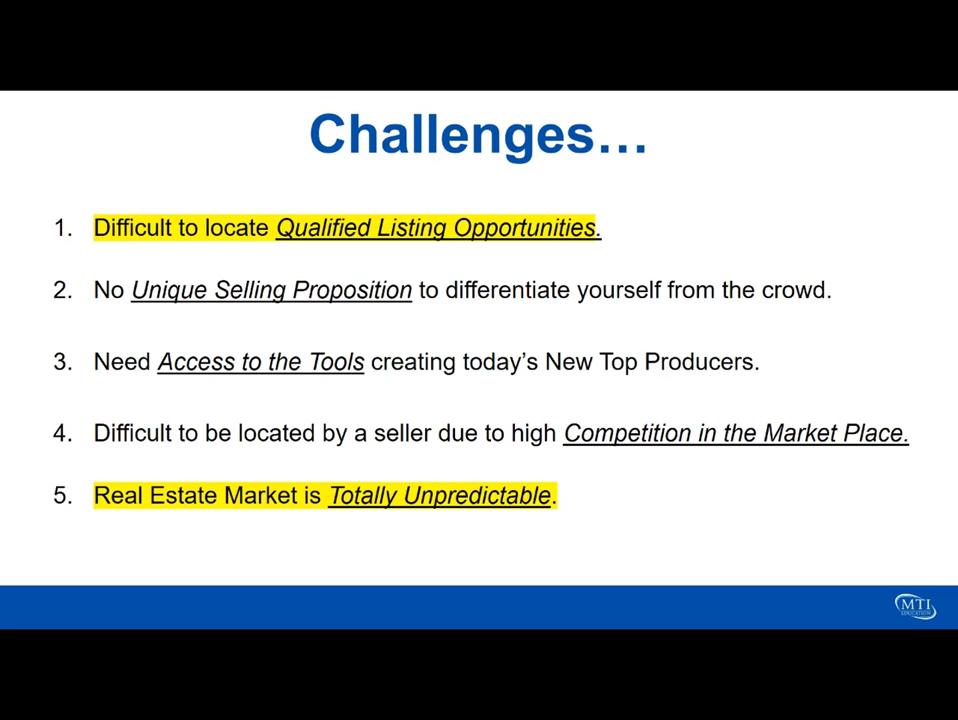 Challenges…
1. Difficult to locate Qualified Listing Opportunities.
2. No Unique Selling Proposition to differentiate yourself from the crowd.
3. Need Access to the Tools creating today’s New Top Producers.
4. Difficult to be located by a seller due to high Competition in the Market Place.
5. Real Estate Market is Totally Unpredictable.
MTI
EDUCATION